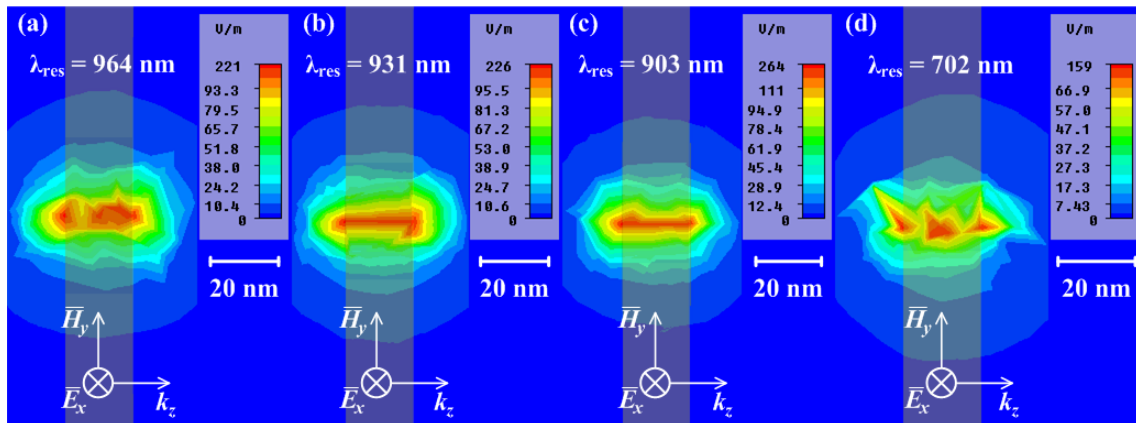 (a)
λres = 964 nm
V/m
221
93.3
79.5
65.7
51.8
38.0
24.2
10.4
0
20 nm
H̅y
E̅x
kz
(b)
λres = 931 nm
V/m
226
95.5
81.3
67.2
53.0
38.9
24.7
10.6
0
20 nm
H̅y
E̅x
kz
(c)
λres = 903 nm
V/m
264
111
94.9
78.4
61.9
45.4
28.9
12.4
0
20 nm
H̅y
E̅x
kz
(d)
λres = 702 nm
V/m
159
66.9
57.0
47.1
37.2
27.3
17.3
7.43
0
20 nm
H̅y
E̅x
kz